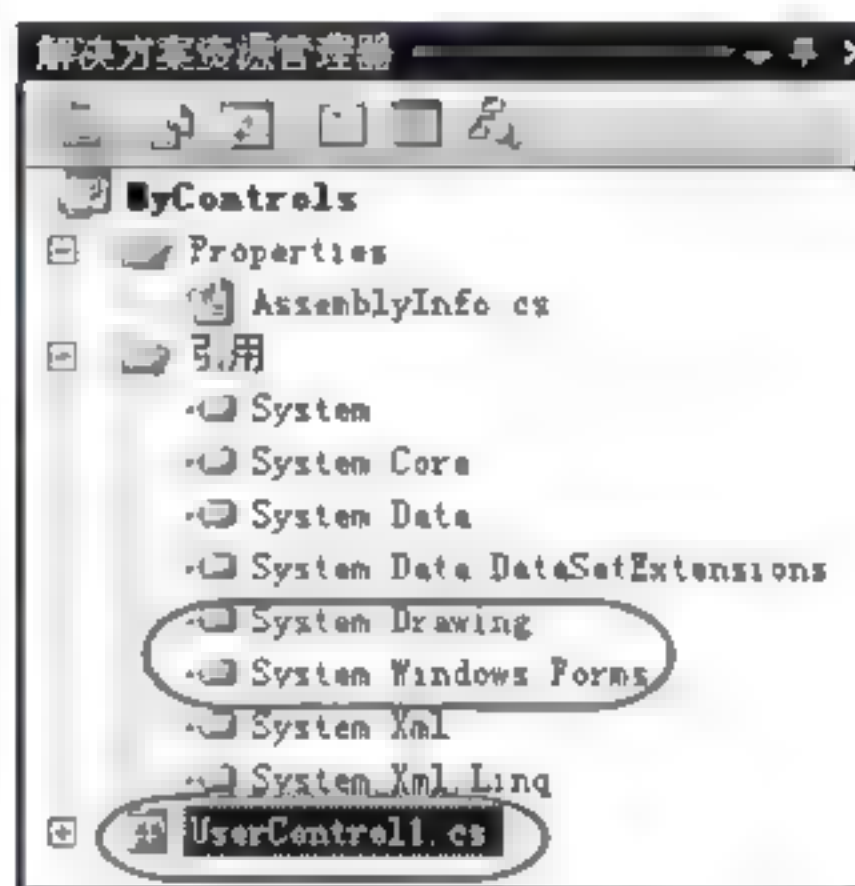 解决方案资源管理器
MyControls
Properties
AssemblyInfo cs
引用
System
System Core
System Data
System Data DataSetExtensions
System Drawing
System Windows Forms
System Xml
System.Xml.Linq
UserControl1.cs